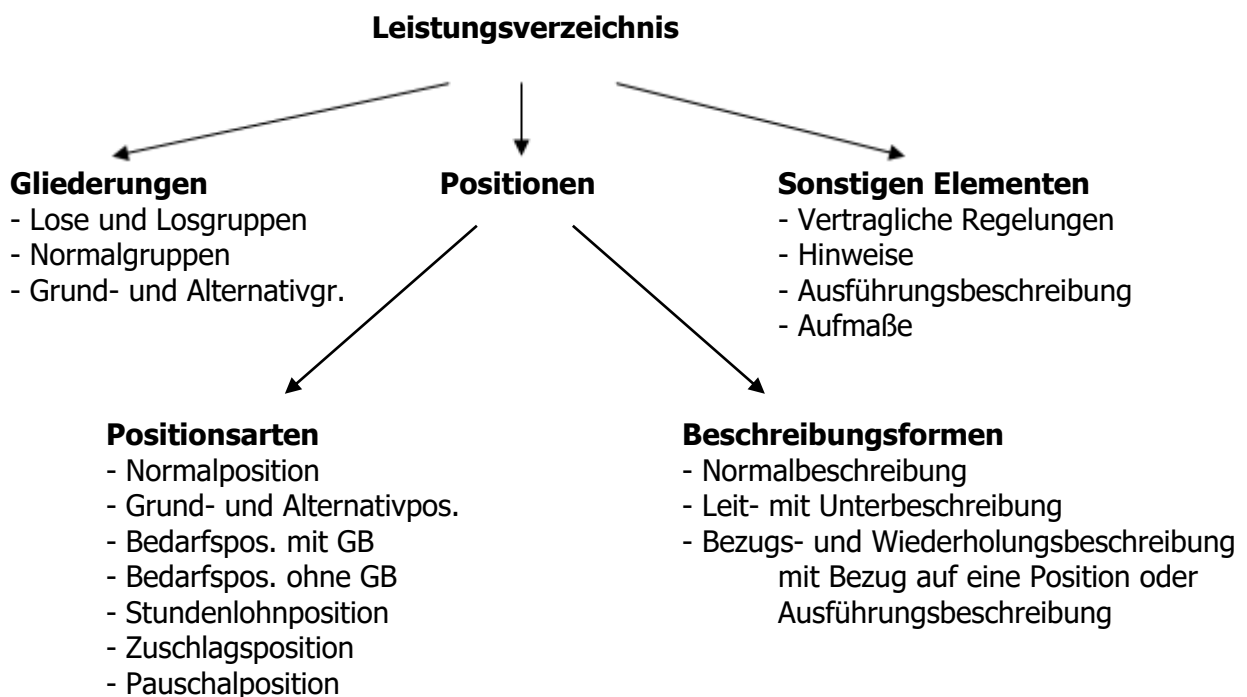 Leistungsverzeichnis
Gliederungen
- Lose und Losgruppen
- Normalgruppen
- Grund- und Alternativgr.
Positionen
Sonstigen Elementen
- Vertragliche Regelungen
- Hinweise
- Ausführungsbeschreibung
- Aufmaße
Positionsarten
- Normalposition
- Grund- und Alternativpos.
- Bedarfspos. mit GB
- Bedarfspos. ohne GB
- Stundenlohnposition
- Zuschlagsposition
- Pauschalposition
Beschreibungsformen
- Normalbeschreibung
- Leit- mit Unterbeschreibung
- Bezugs- und Wiederholungsbeschreibung
mit Bezug auf eine Position oder
Ausführungsbeschreibung